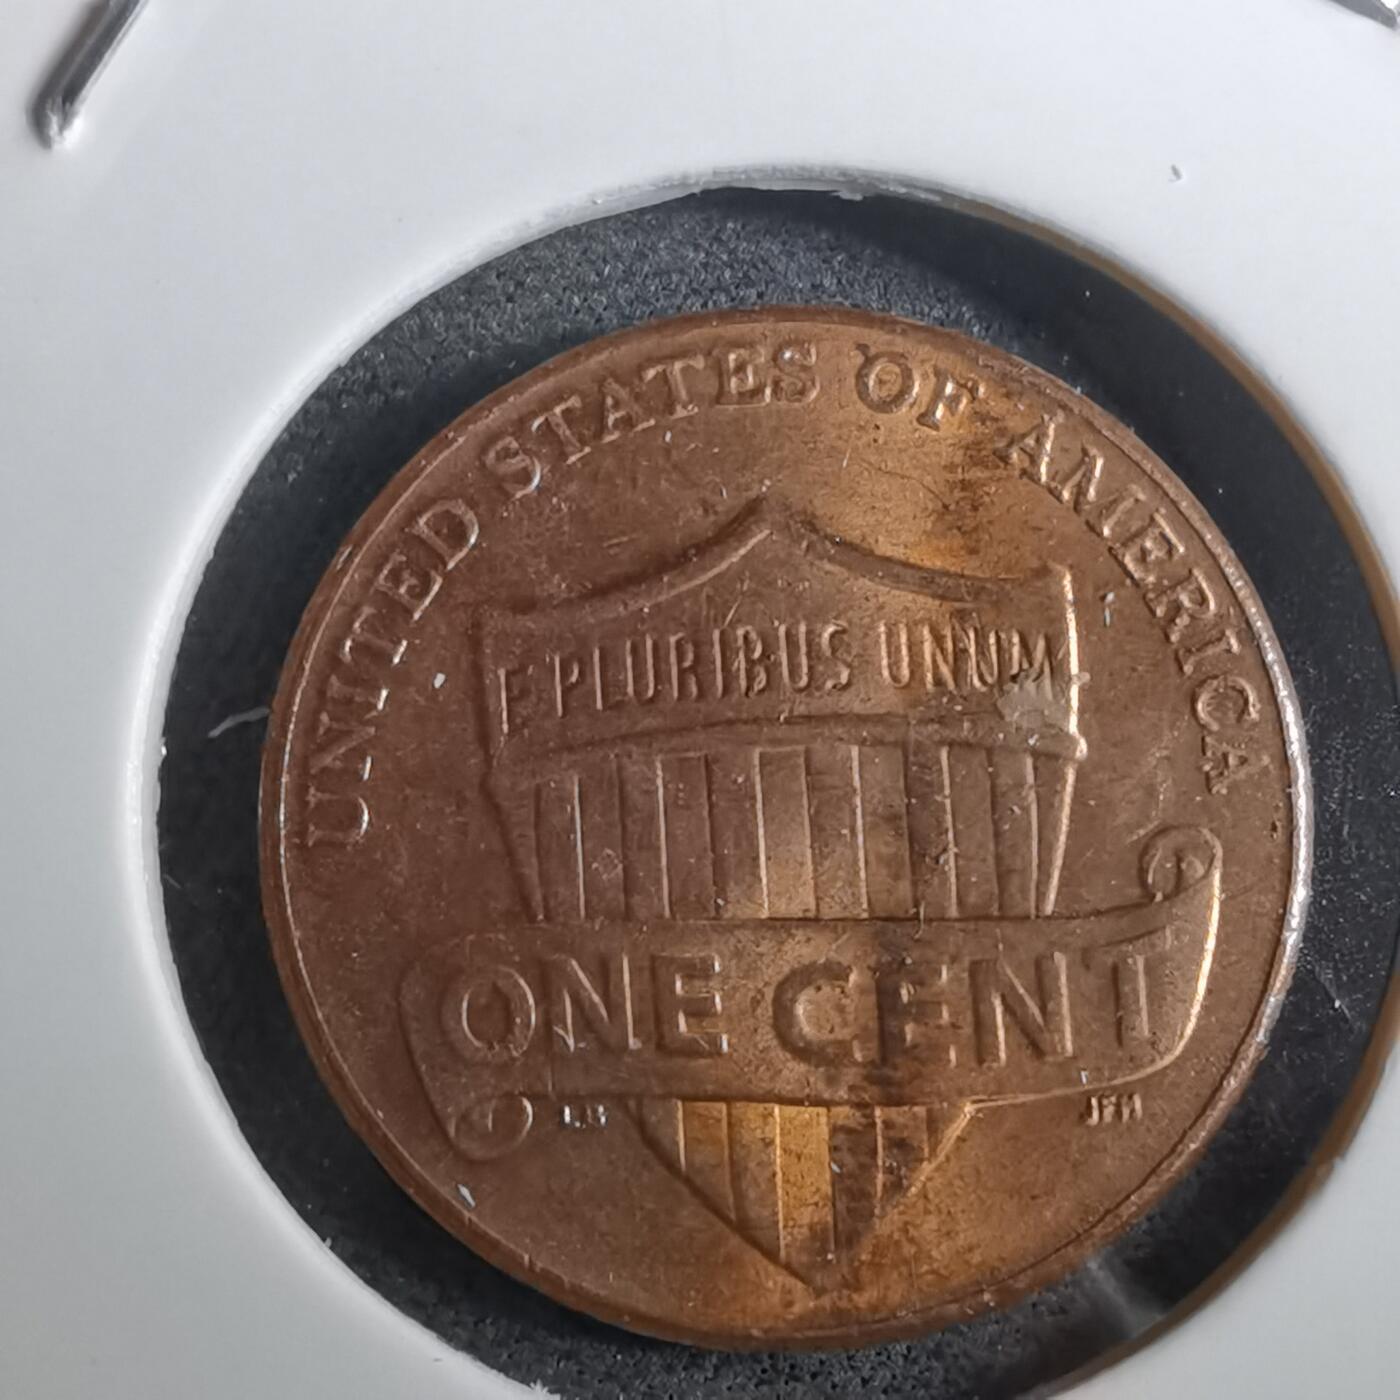 UNITED STATES OF AMERICA
E PLURIBUS UNUM
ONE CENT
LB
JFM